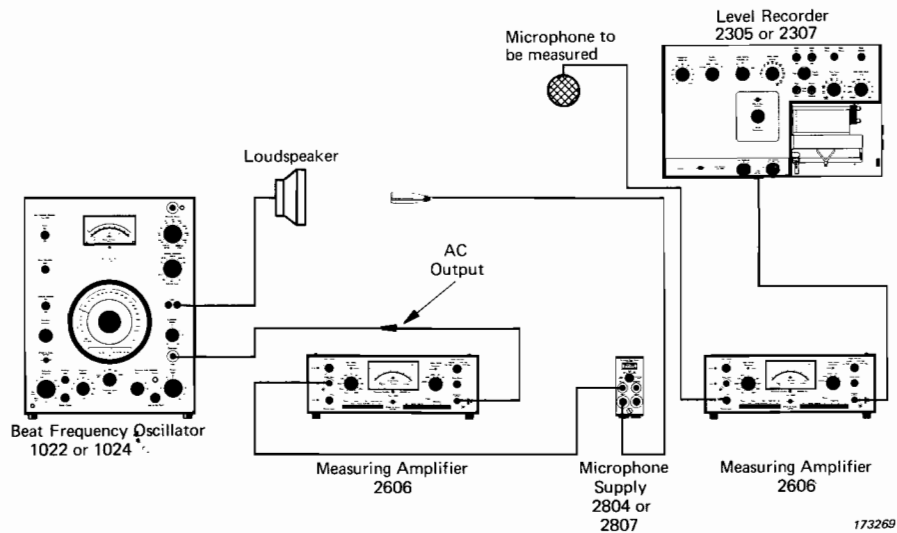 Level Recorder
2305 or 2307
Microphone to
be measured
Loudspeaker
AC
Output
Beat Frequency Oscillator
1022 or 1024
Measuring Amplifier
2606
Microphone
Supply
2804 or
2807
Measuring Amplifier
2606
173269